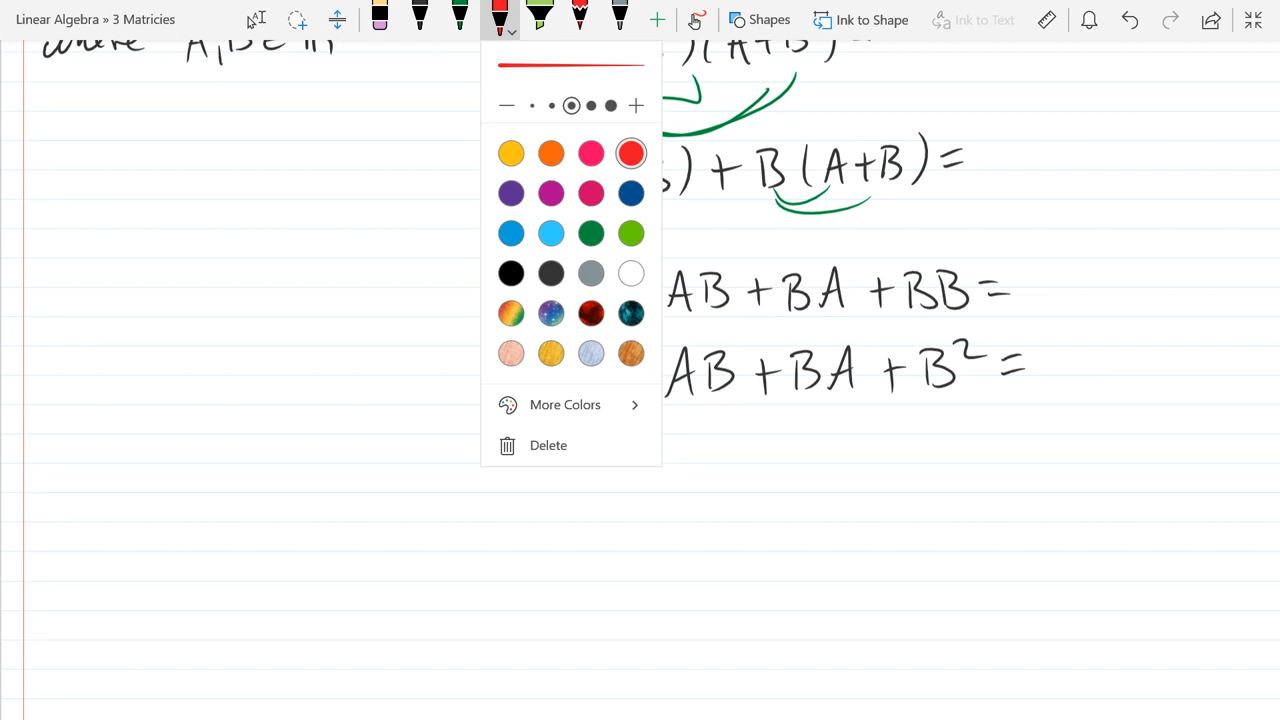 Linear Algebra » 3 Matricies
Shapes
Ink to Shape
Ink to Text
where A,B ∈
)(A+B)=
) + B(A+B)=
AB + BA + BB =
AB + BA + B² =
More Colors
Delete